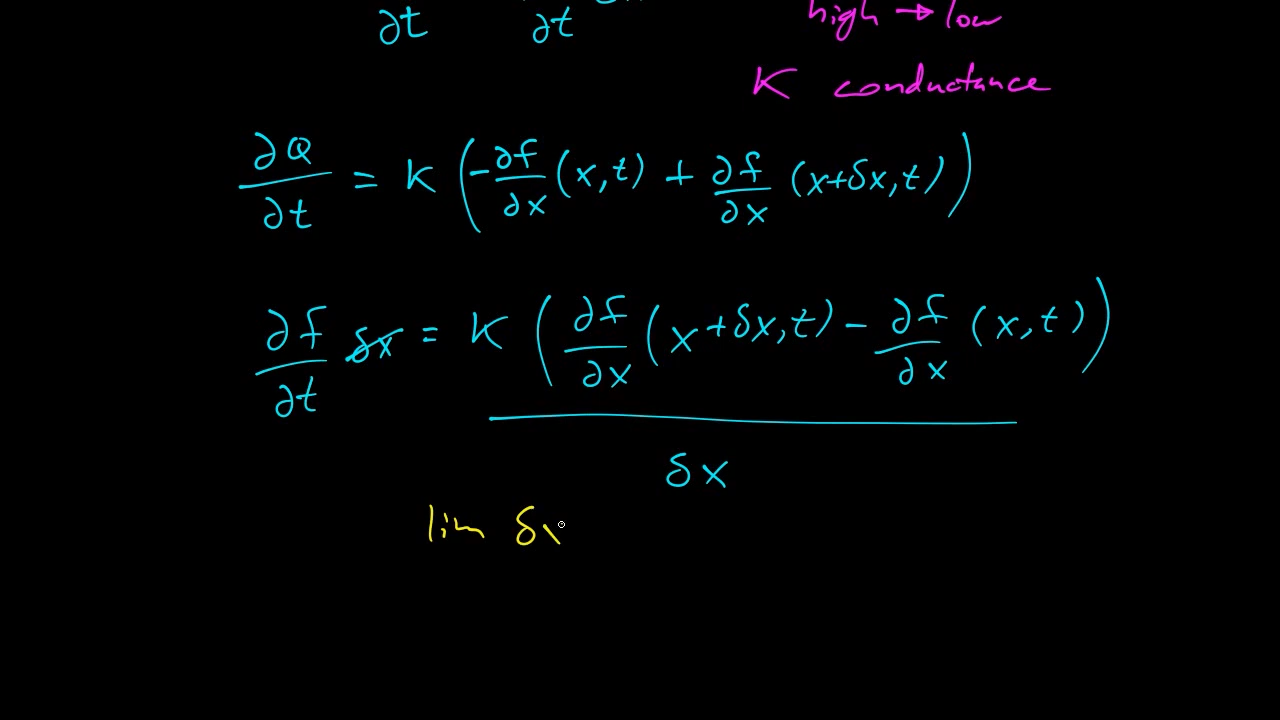 ∂t ∂t high → low
K conductance
∂Q/∂t = K(-∂f/∂x (x,t) + ∂f/∂x (x+δx,t))
∂f/∂t δx = K(∂f/∂x (x+δx,t) - ∂f/∂x (x,t))
δx
lim δx